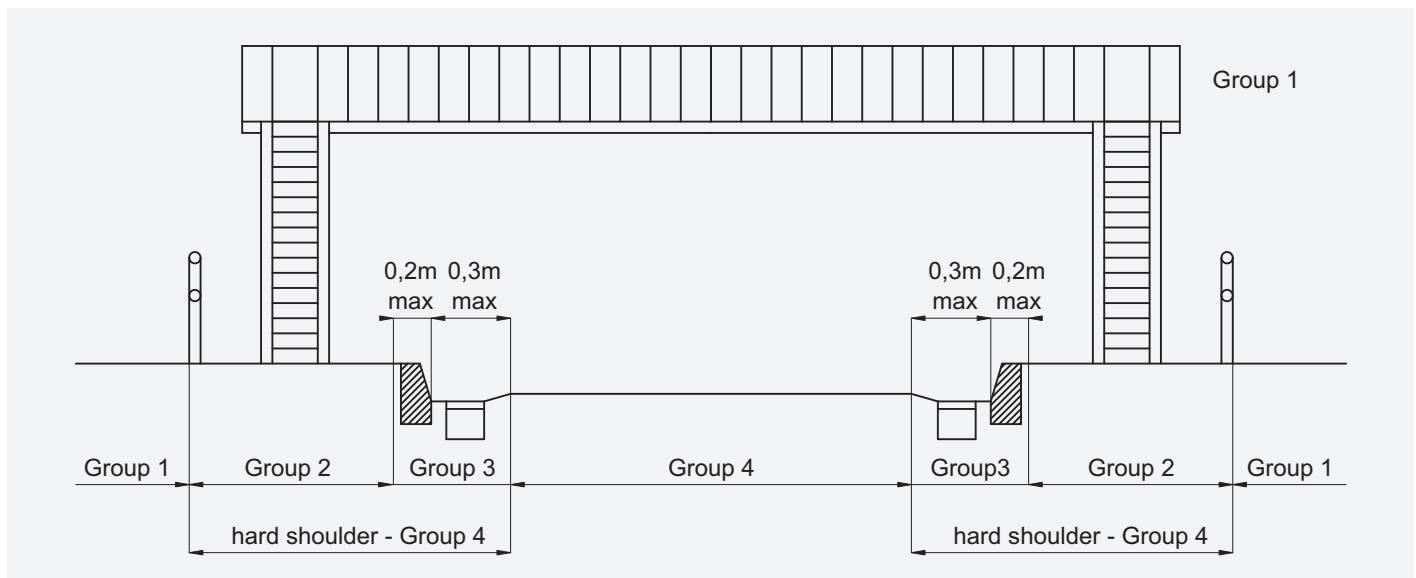 Group 1
0,2m 0,3m
max max
0,3m 0,2m
max max
Group 1
Group 2
Group 3
Group 4
Group3
Group 2
Group 1
hard shoulder - Group 4
hard shoulder - Group 4